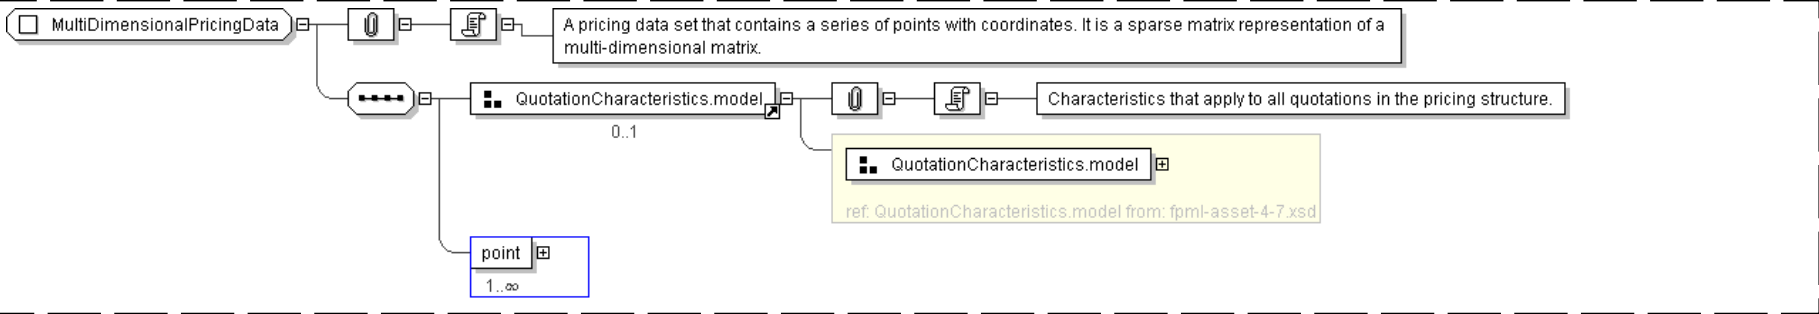 MultiDimensionalPricingData
A pricing data set that contains a series of points with coordinates. It is a sparse matrix representation of a
multi-dimensional matrix.
QuotationCharacteristics.model
Characteristics that apply to all quotations in the pricing structure.
0..1
QuotationCharacteristics.model
ref: QuotationCharacteristics.model from: fpml-asset-4-7.xsd
point
1..∞